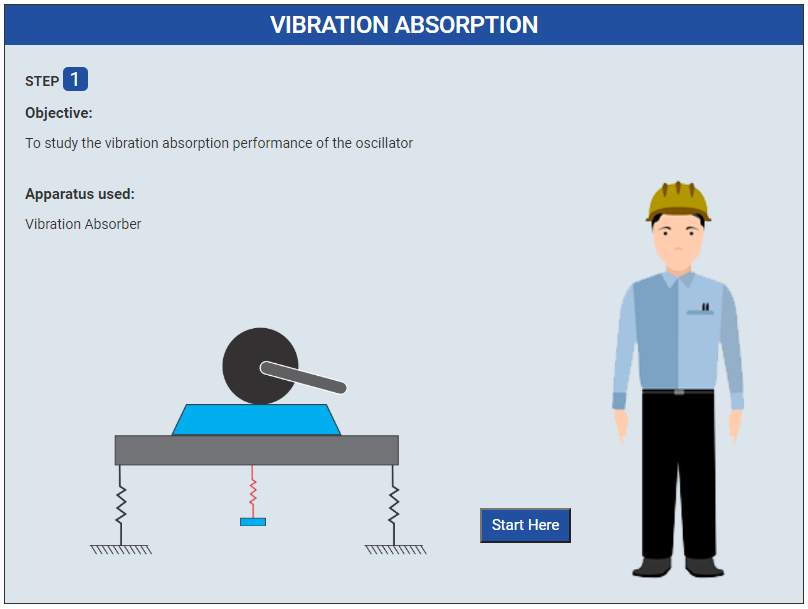 VIBRATION ABSORPTION
STEP 1
Objective:
To study the vibration absorption performance of the oscillator
Apparatus used:
Vibration Absorber
Start Here